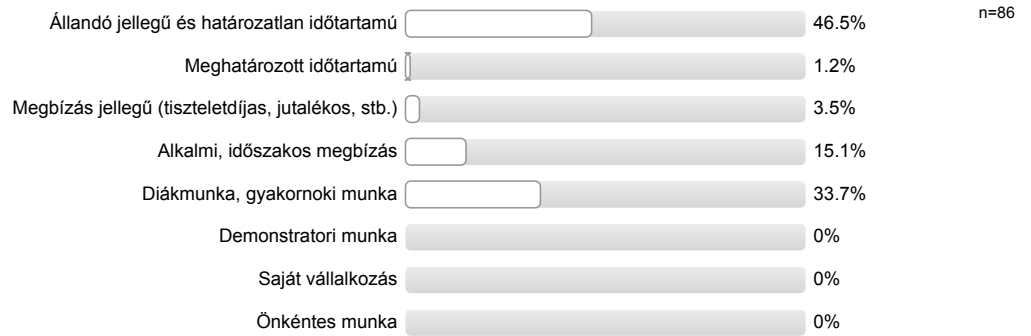 Állandó jellegű és határozatlan időtartamú 46.5% n=86
Meghatározott időtartamú 1.2%
Megbízás jellegű (tiszteletdíjas, jutalékos, stb.) 3.5%
Alkalmi, időszakos megbízás 15.1%
Diákmunka, gyakornoki munka 33.7%
Demonstratori munka 0%
Saját vállalkozás 0%
Önkéntes munka 0%